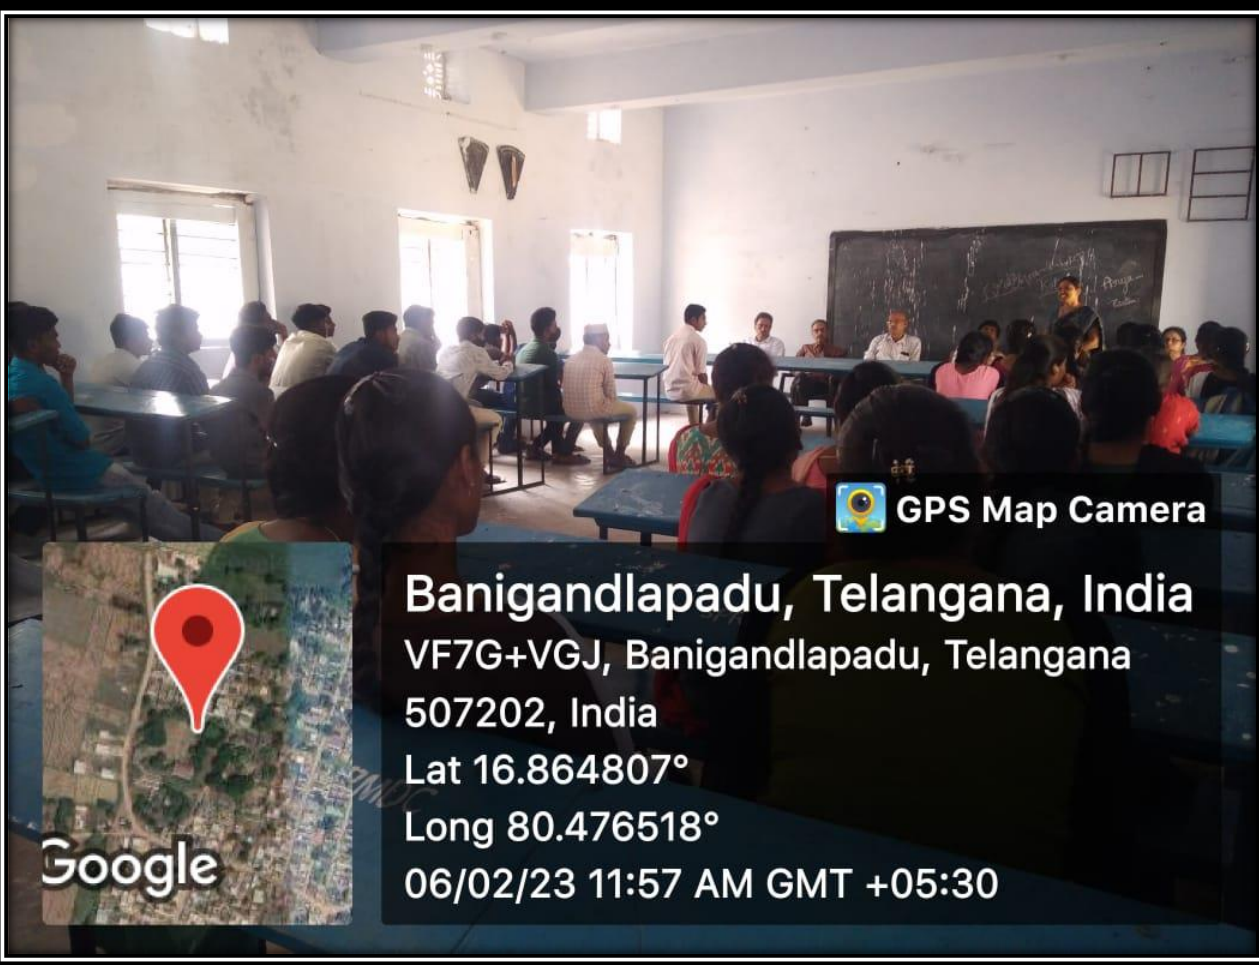 GPS Map Camera
Banigandlapadu, Telangana, India
VF7G+VGJ, Banigandlapadu, Telangana
507202, India
Lat 16.864807°
Long 80.476518°
06/02/23 11:57 AM GMT +05:30
Google